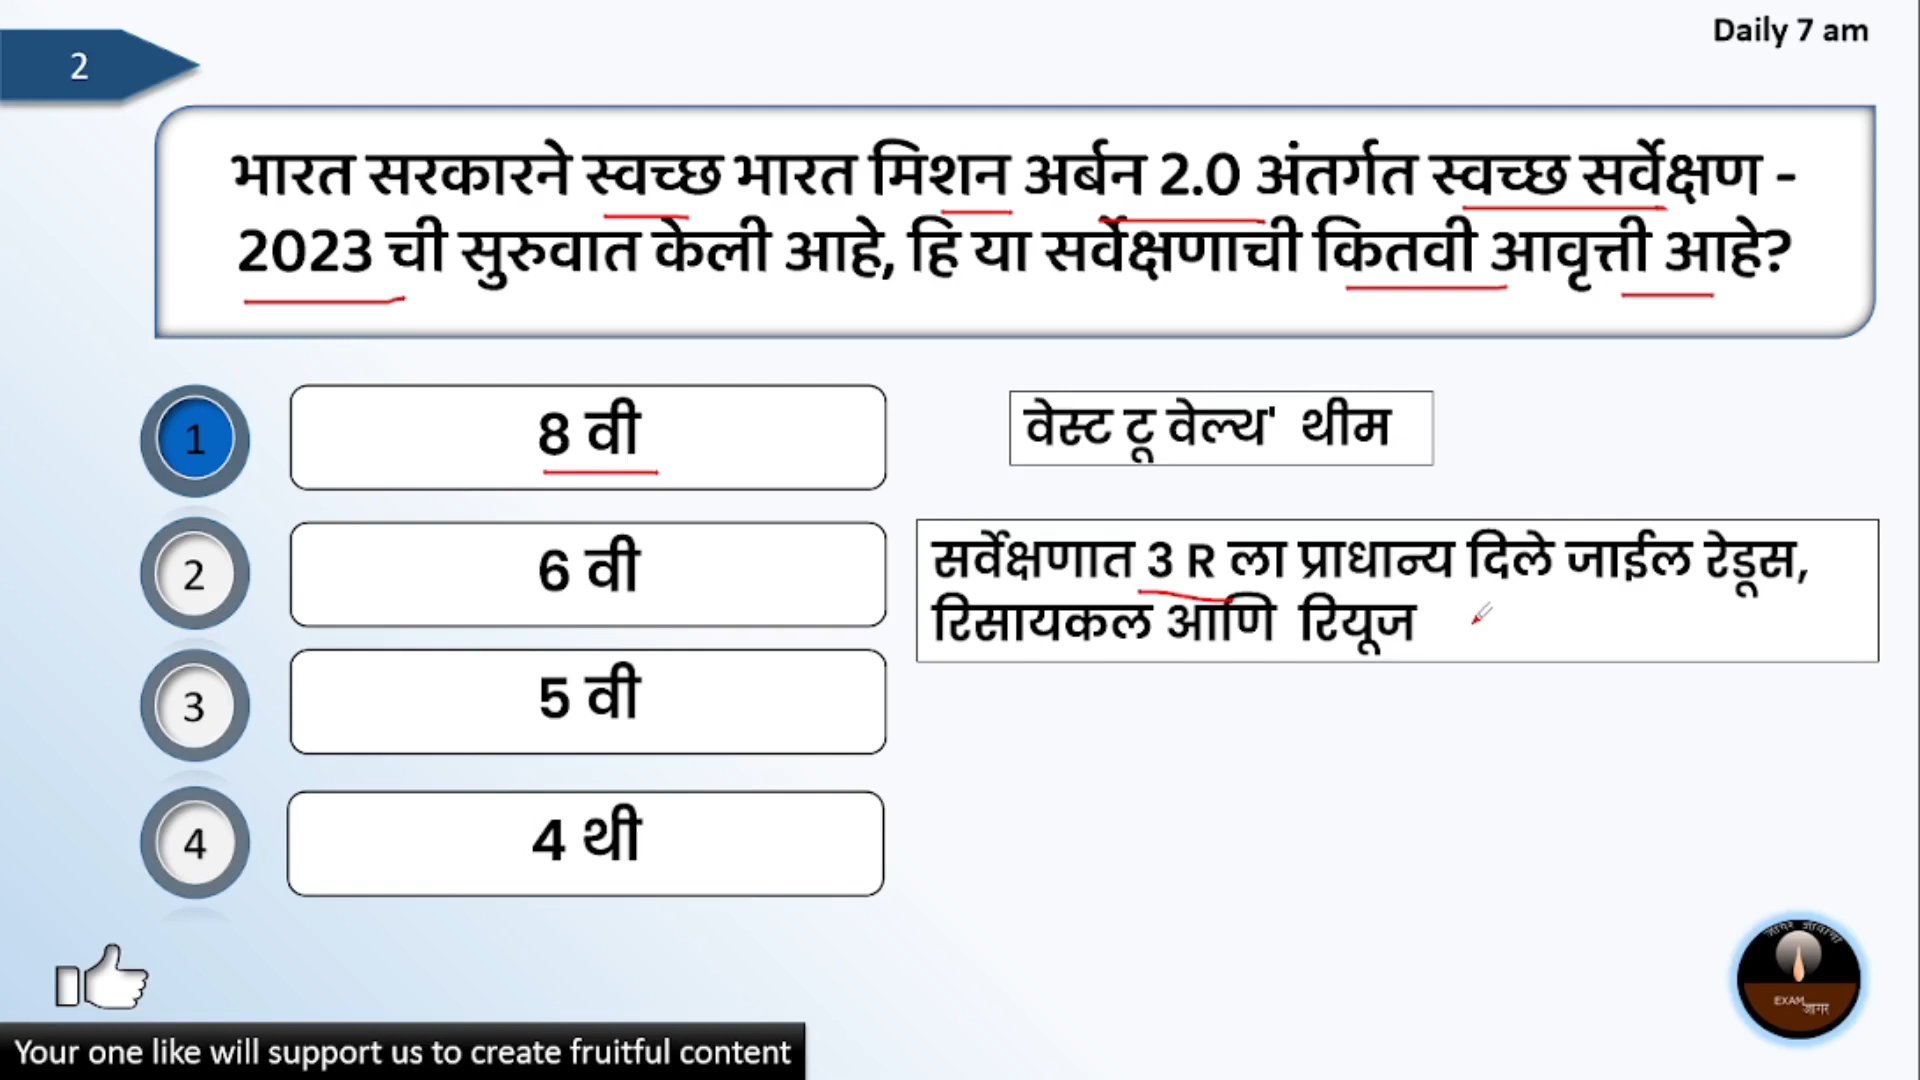 Daily 7 am
2
भारत सरकारने स्वच्छ भारत मिशन अर्बन 2.0 अंतर्गत स्वच्छ सर्वेक्षण -
2023 ची सुरुवात केली आहे, हि या सर्वेक्षणाची कितवी आवृत्ती आहे?
1
8 वी
वेस्ट टू वेल्थ' थीम
2
6 वी
सर्वेक्षणात 3 R ला प्राधान्य दिले जाईल रेडूस,
रिसायकल आणि रियूज
3
5 वी
4
4 थी
EXAM
जागर
Your one like will support us to create fruitful content